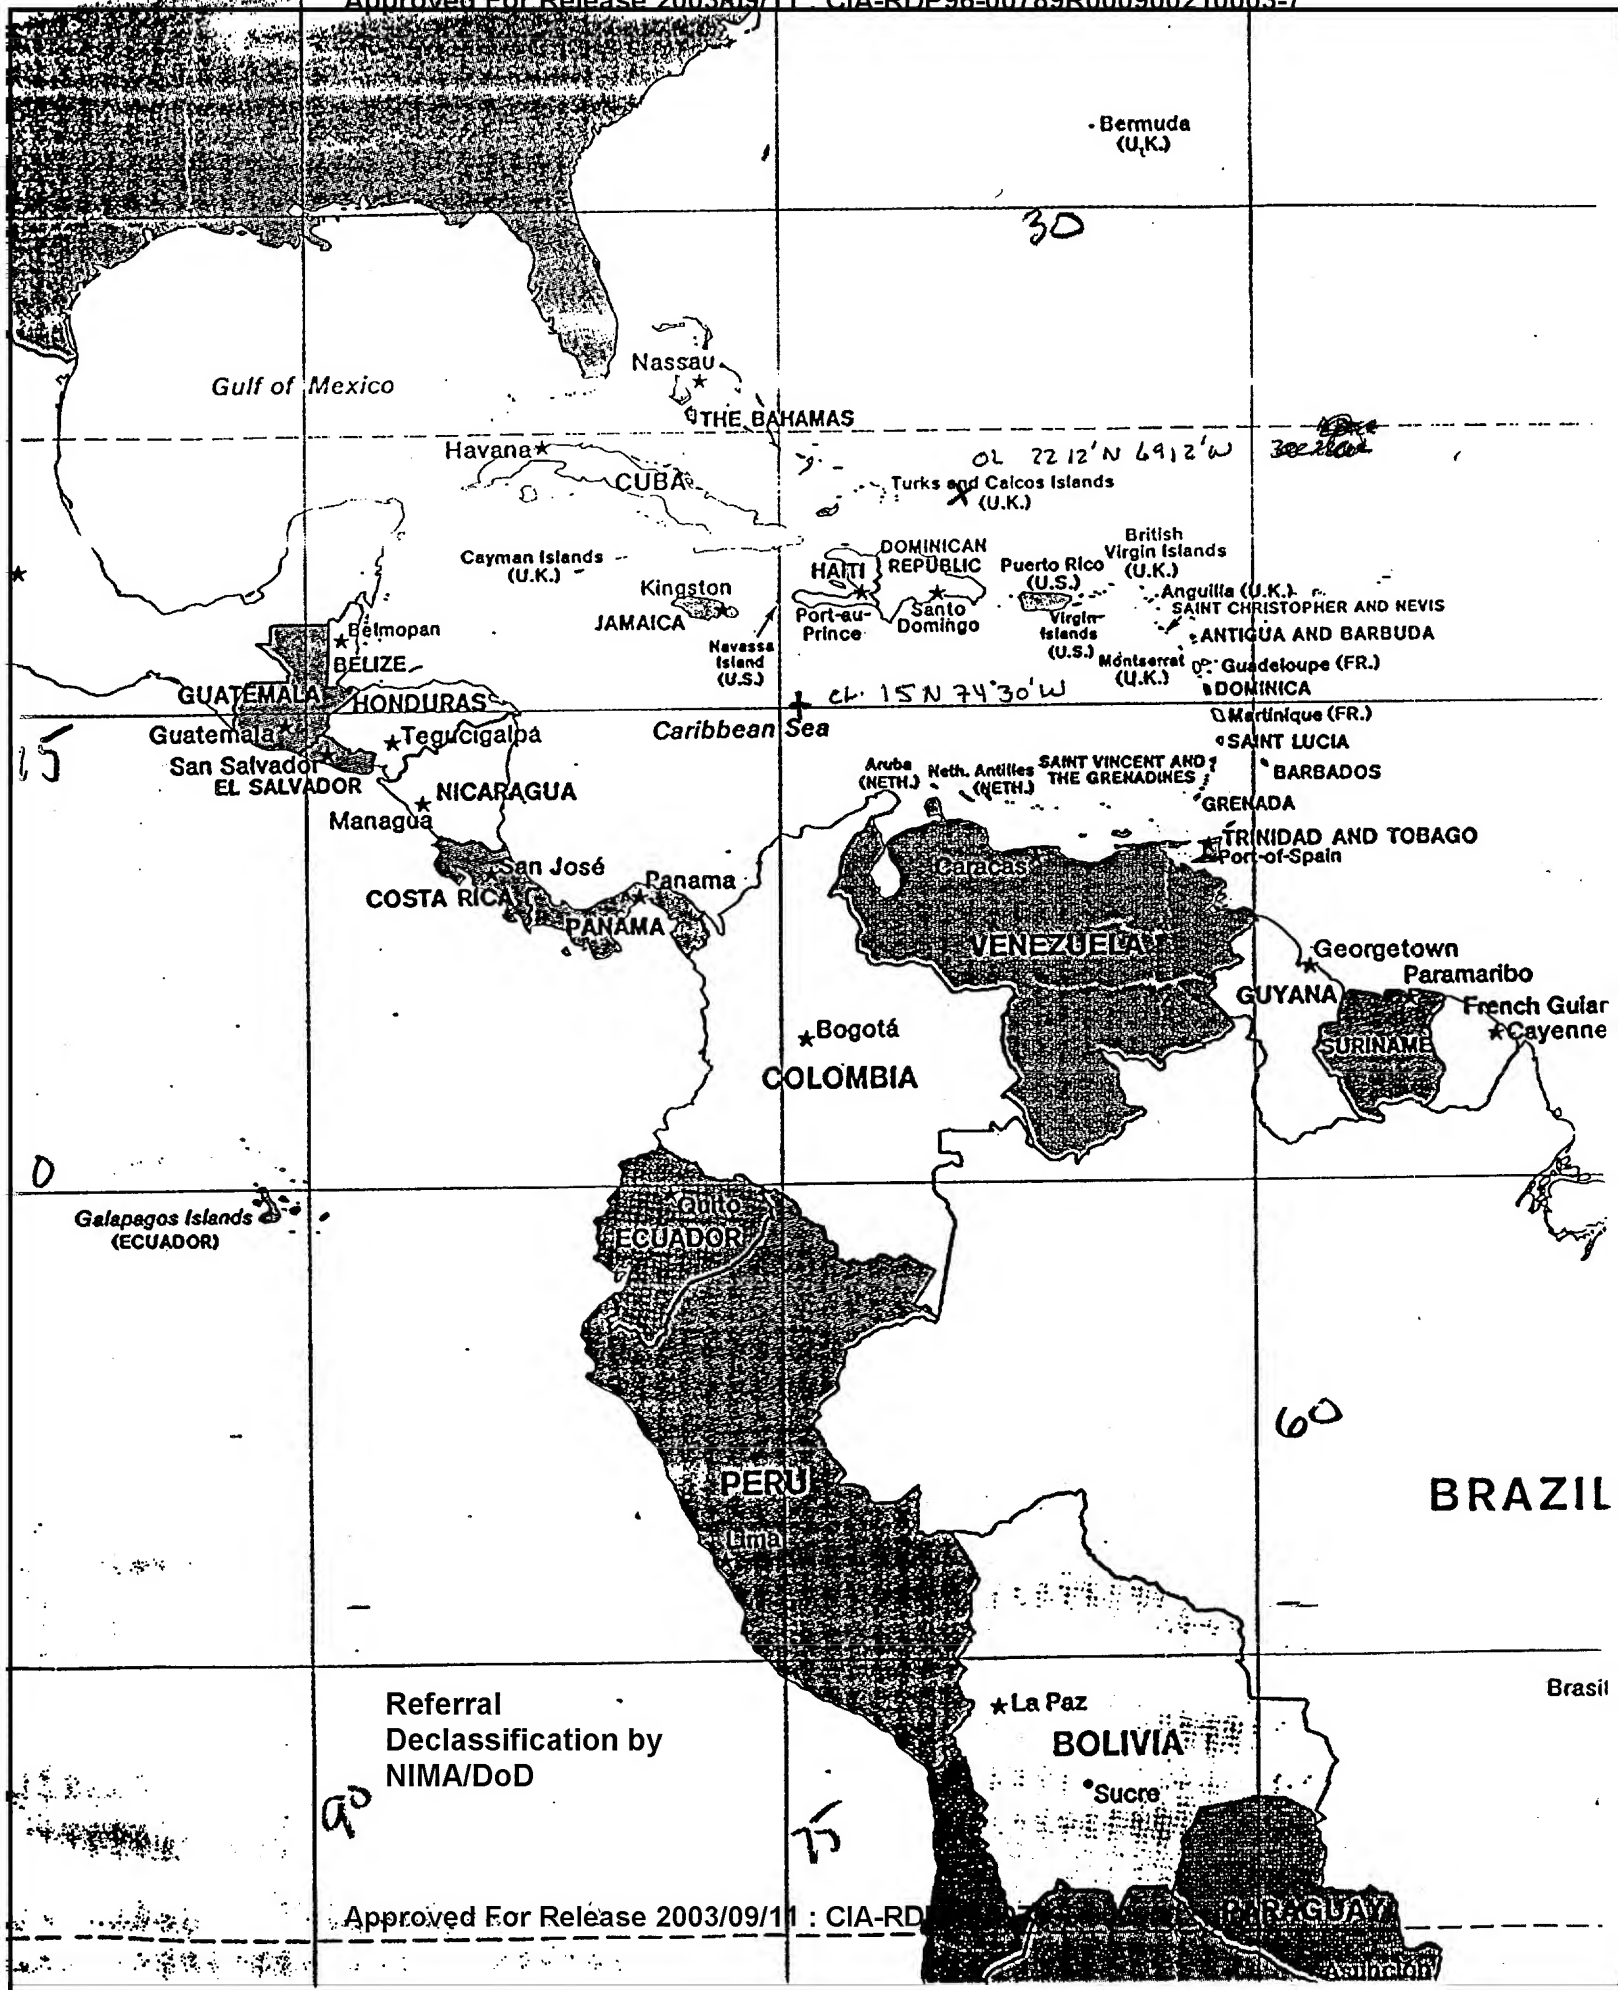 Approved For Release 2003/09/11 : CIA-RDP96-00789R000900210003-7
Bermuda
(U.K.)
30
Nassau
Gulf of Mexico
THE BAHAMAS
Havana
22 12'N 69 12'W
CUBA
Turks and Caicos Islands
(U.K.)
British
Virgin Islands
(U.K.)
DOMINICAN
REPUBLIC
Cayman Islands
(U.K.)
HAITI
Puerto Rico
(U.S.)
Kingston
Anguilla (U.K.)
SAINT CHRISTOPHER AND NEVIS
JAMAICA
Port-au-
Prince
Santo
Domingo
Virgin
Islands
(U.S.)
Belmopan
ANTIGUA AND BARBUDA
Navassa
Island
(U.S.)
BELIZE
Montserrat
(U.K.)
Guadeloupe (FR.)
GUATEMALA
HONDURAS
15 N 74°30'W
DOMINICA
Martinique (FR.)
Guatemala
Tegucigalpa
Caribbean Sea
SAINT LUCIA
15
San Salvador
EL SALVADOR
Aruba
(NETH.)
Neth. Antilles
(NETH.)
SAINT VINCENT AND
THE GRENADINES
BARBADOS
NICARAGUA
GRENADA
Managua
TRINIDAD AND TOBAGO
Port-of-Spain
San José
Caracas
Panama
COSTA RICA
PANAMA
VENEZUELA
Georgetown
Paramaribo
GUYANA
French Guian
Cayenne
Bogotá
SURINAME
COLOMBIA
0
Quito
Galapagos Islands
(ECUADOR)
ECUADOR
60
PERU
BRAZIL
Lima
Brasil
Referral
Declassification by
NIMA/DoD
La Paz
BOLIVIA
Sucre
90
75
Approved For Release 2003/09/11 : CIA-RD
PARAGUAY
Asunción